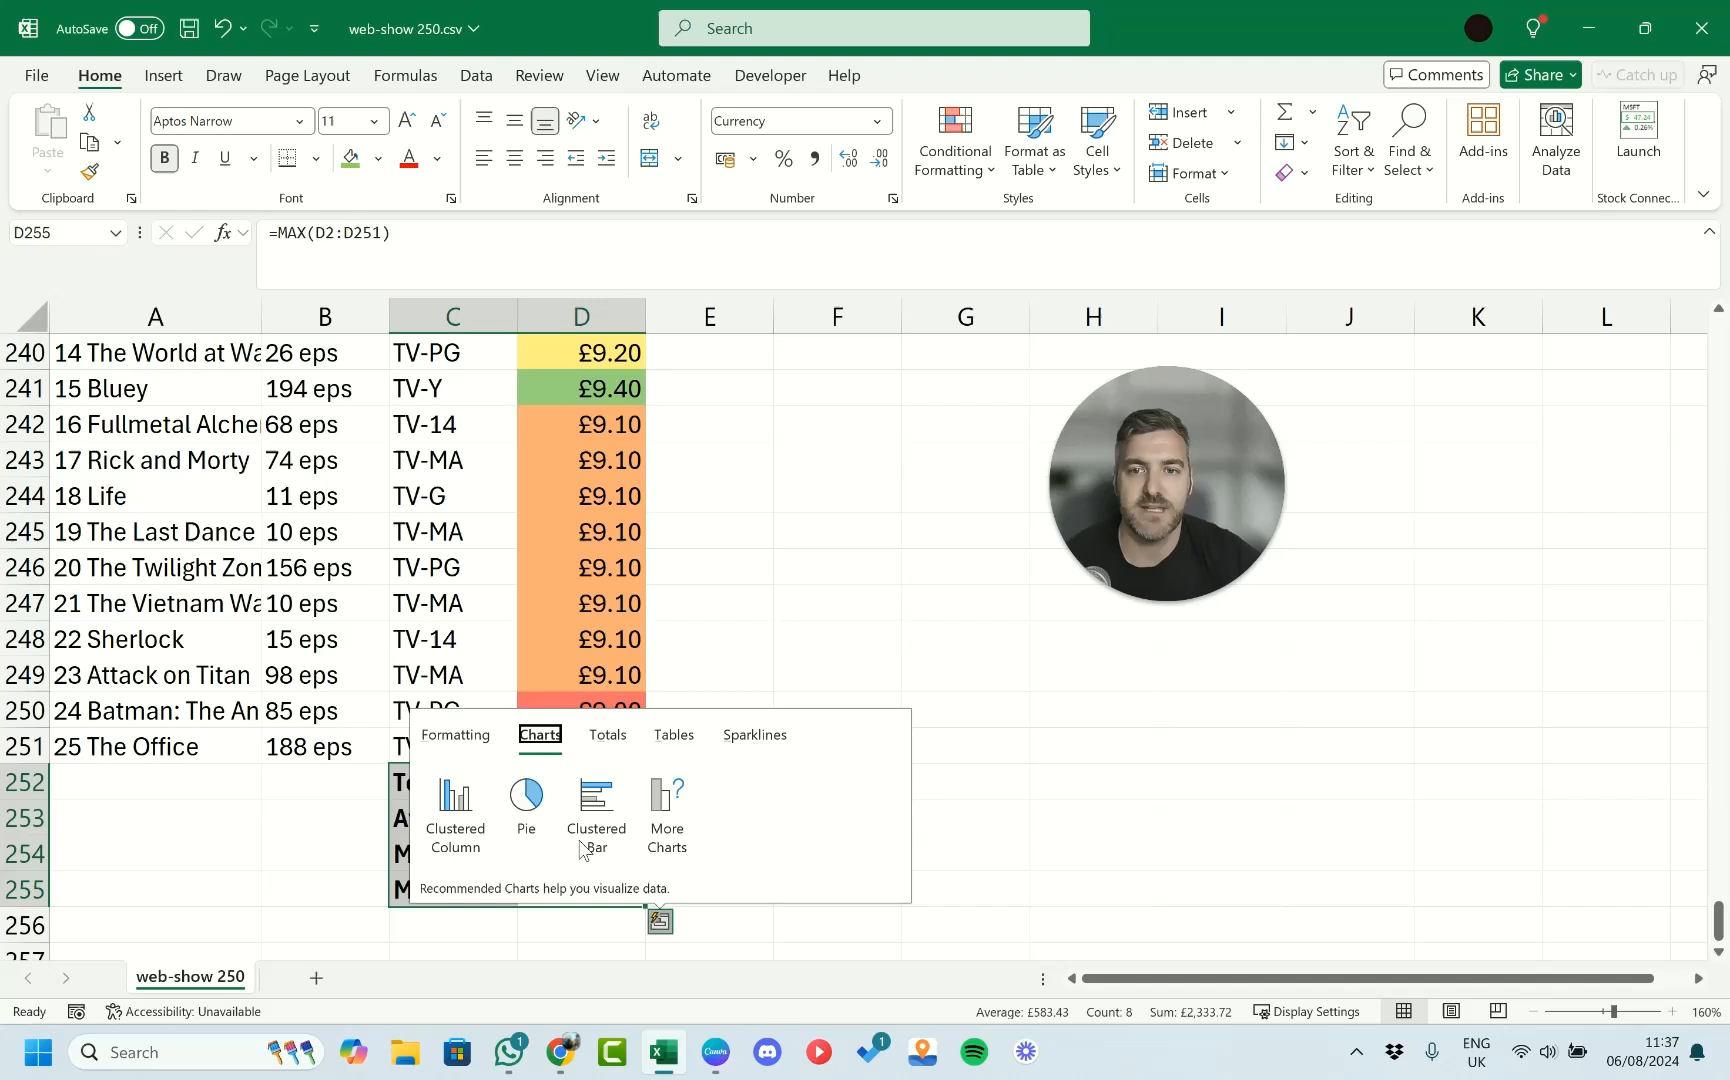 AutoSave Off web-show 250.csv Search
File Home Insert Draw Page Layout Formulas Data Review View Automate Developer Help Comments Share Catch up
Paste Aptos Narrow 11 Currency Conditional Formatting Format as Table Cell Styles Insert Delete Format Sort & Filter Find & Select Add-ins Analyze Data MSFT $ 47.24 0.26% Launch
B I U
Clipboard Font Alignment Number Styles Cells Editing Add-ins Stock Connec...
D255 fx =MAX(D2:D251)
A B C D E F G H I J K L
240 14 The World at Wa 26 eps TV-PG £9.20
241 15 Bluey 194 eps TV-Y £9.40
242 16 Fullmetal Alche 68 eps TV-14 £9.10
243 17 Rick and Morty 74 eps TV-MA £9.10
244 18 Life 11 eps TV-G £9.10
245 19 The Last Dance 10 eps TV-MA £9.10
246 20 The Twilight Zon 156 eps TV-PG £9.10
247 21 The Vietnam Wa 10 eps TV-MA £9.10
248 22 Sherlock 15 eps TV-14 £9.10
249 23 Attack on Titan 98 eps TV-MA £9.10
250 24 Batman: The An 85 eps
251 25 The Office 188 eps
Formatting Charts Totals Tables Sparklines
252
253
254
255
Clustered Column Pie Clustered Bar More Charts
Recommended Charts help you visualize data.
256
257
web-show 250
Ready Accessibility: Unavailable Average: £583.43 Count: 8 Sum: £2,333.72 Display Settings 160%
Search 1 Canva 1 ENG UK 11:37 06/08/2024